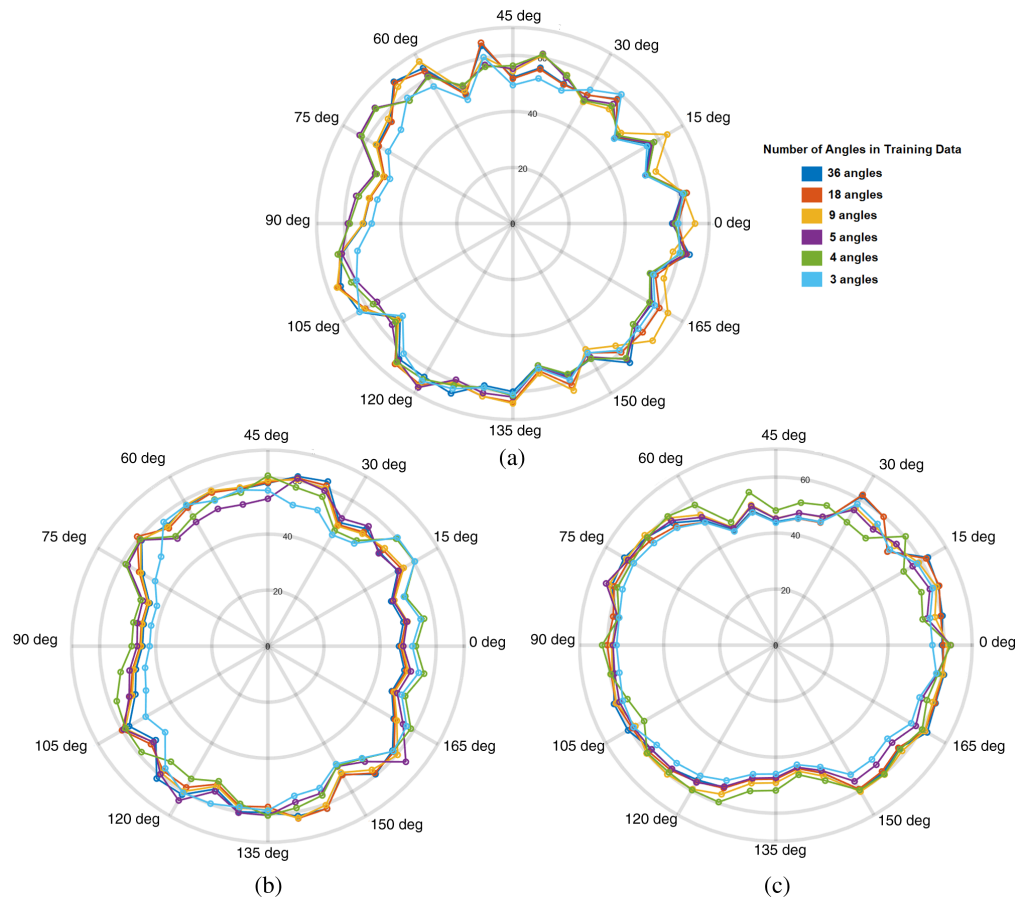 45 deg
60 deg
30 deg
60
75 deg
15 deg
40
20
90 deg
0
0 deg
105 deg
165 deg
120 deg
150 deg
135 deg
Number of Angles in Training Data
36 angles
18 angles
9 angles
5 angles
4 angles
3 angles
(a)
45 deg
60 deg
30 deg
75 deg
15 deg
40
20
90 deg
0
0 deg
105 deg
165 deg
120 deg
150 deg
135 deg
(b)
45 deg
60 deg
30 deg
60
75 deg
15 deg
40
20
90 deg
0
0 deg
105 deg
165 deg
120 deg
150 deg
135 deg
(c)